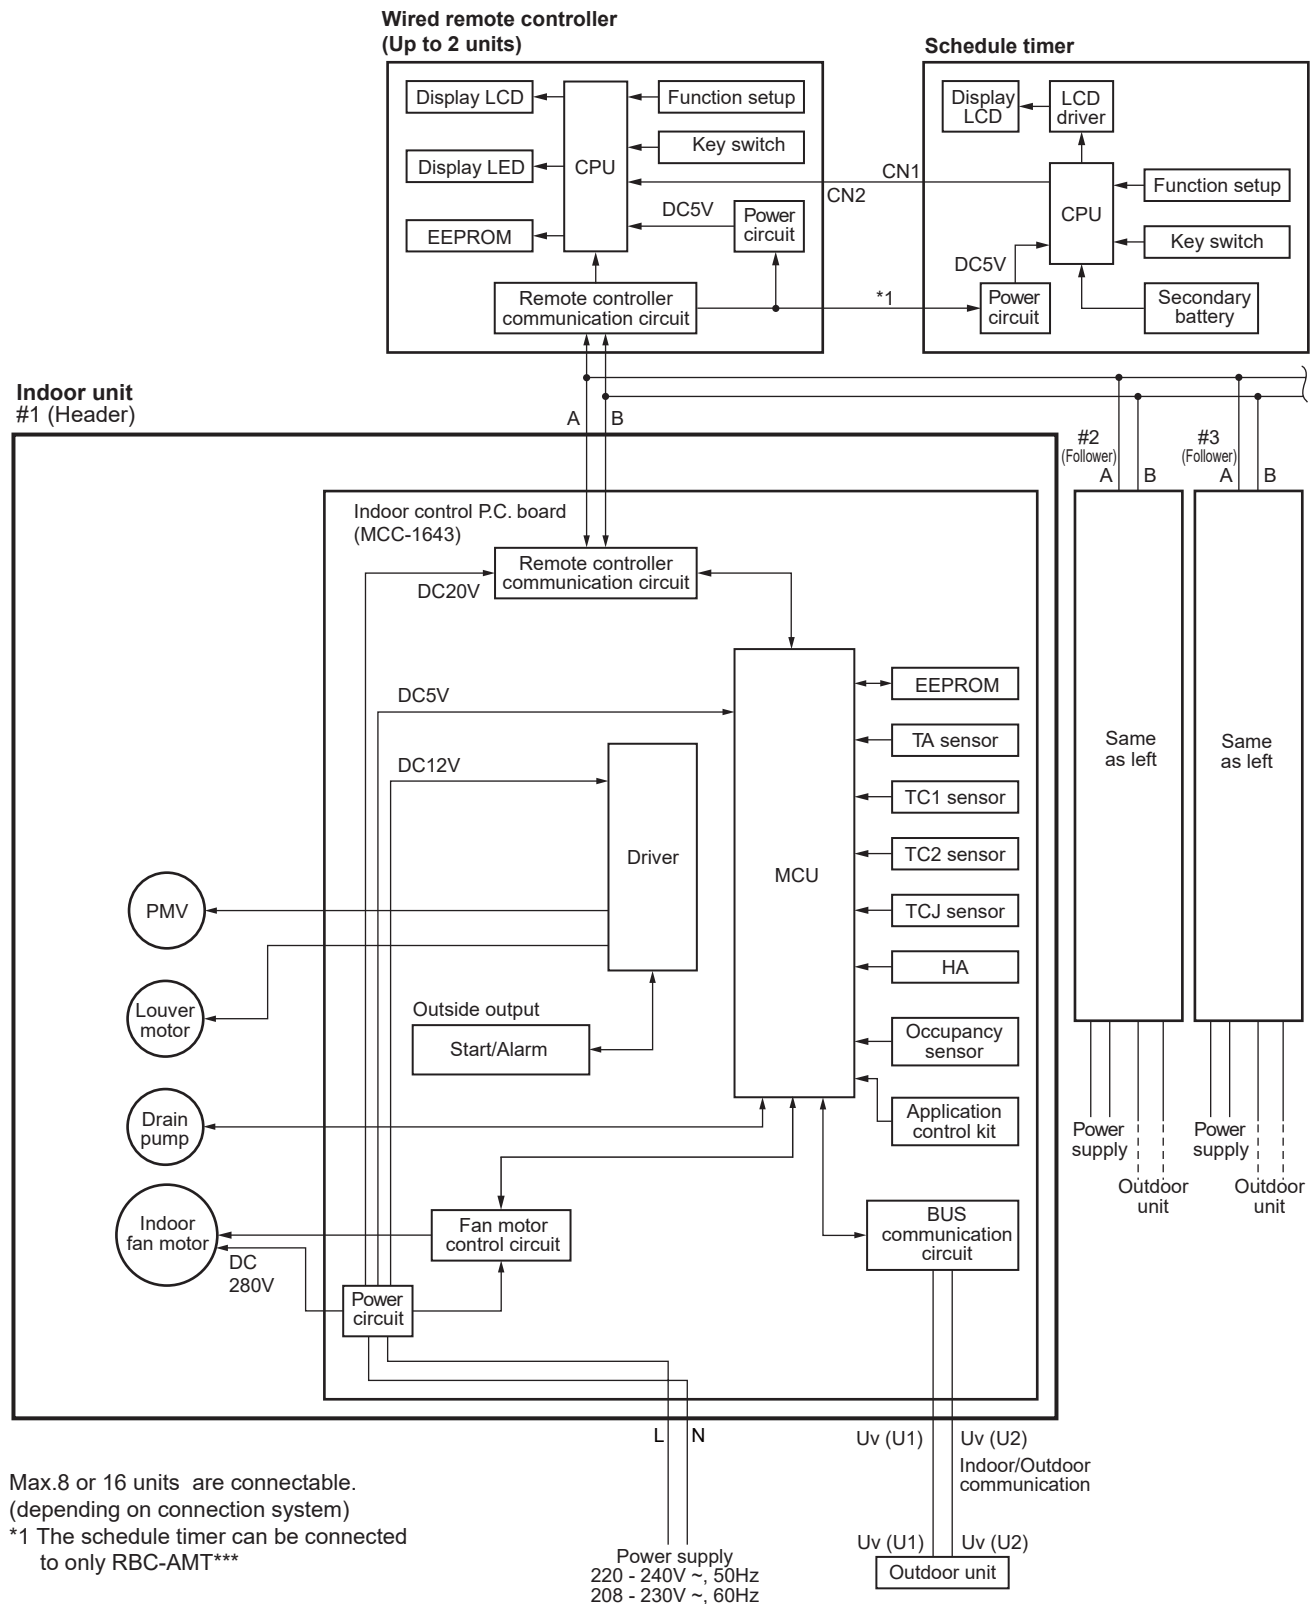 Wired remote controller
(Up to 2 units)
Schedule timer
Display LCD
Function setup
Key switch
Display LED
CPU
EEPROM
DC5V
Power
circuit
Remote controller
communication circuit
CN1
CN2
*1
Display
LCD
LCD
driver
CPU
Function setup
Key switch
DC5V
Power
circuit
Secondary
battery
Indoor unit
#1 (Header)
A
B
#2
(Follower)
A
B
#3
(Follower)
A
B
Indoor control P.C. board
(MCC-1643)
Remote controller
communication circuit
DC20V
DC5V
DC12V
Driver
MCU
EEPROM
TA sensor
TC1 sensor
TC2 sensor
TCJ sensor
HA
Occupancy
sensor
Application
control kit
Same
as left
Same
as left
PMV
Louver
motor
Outside output
Start/Alarm
Drain
pump
Indoor
fan motor
DC
280V
Fan motor
control circuit
Power
circuit
BUS
communication
circuit
Power
supply
Outdoor
unit
Power
supply
Outdoor
unit
L
N
Uv (U1)
Uv (U2)
Indoor/Outdoor
communication
Uv (U1)
Uv (U2)
Outdoor unit
Power supply
220 - 240V ~, 50Hz
208 - 230V ~, 60Hz
Max.8 or 16 units are connectable.
(depending on connection system)
*1 The schedule timer can be connected
to only RBC-AMT***